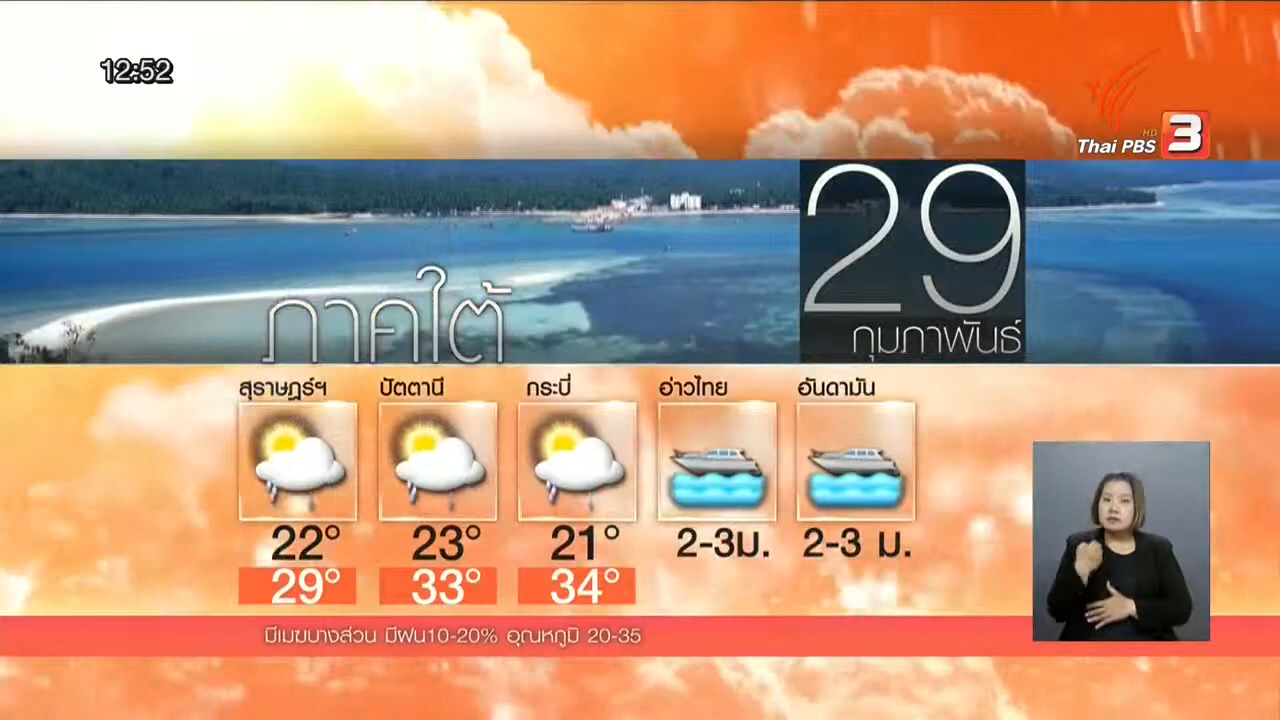 12:52
HD
Thai PBS 3
29
กุมภาพันธ์
ภาคใต้
สุราษฎร์ฯ ปัตตานี กระบี่ อ่าวไทย อันดามัน
22° 23° 21° 2-3ม. 2-3 ม.
29° 33° 34°
มีเมฆบางส่วน มีฝน10-20% อุณหภูมิ 20-35